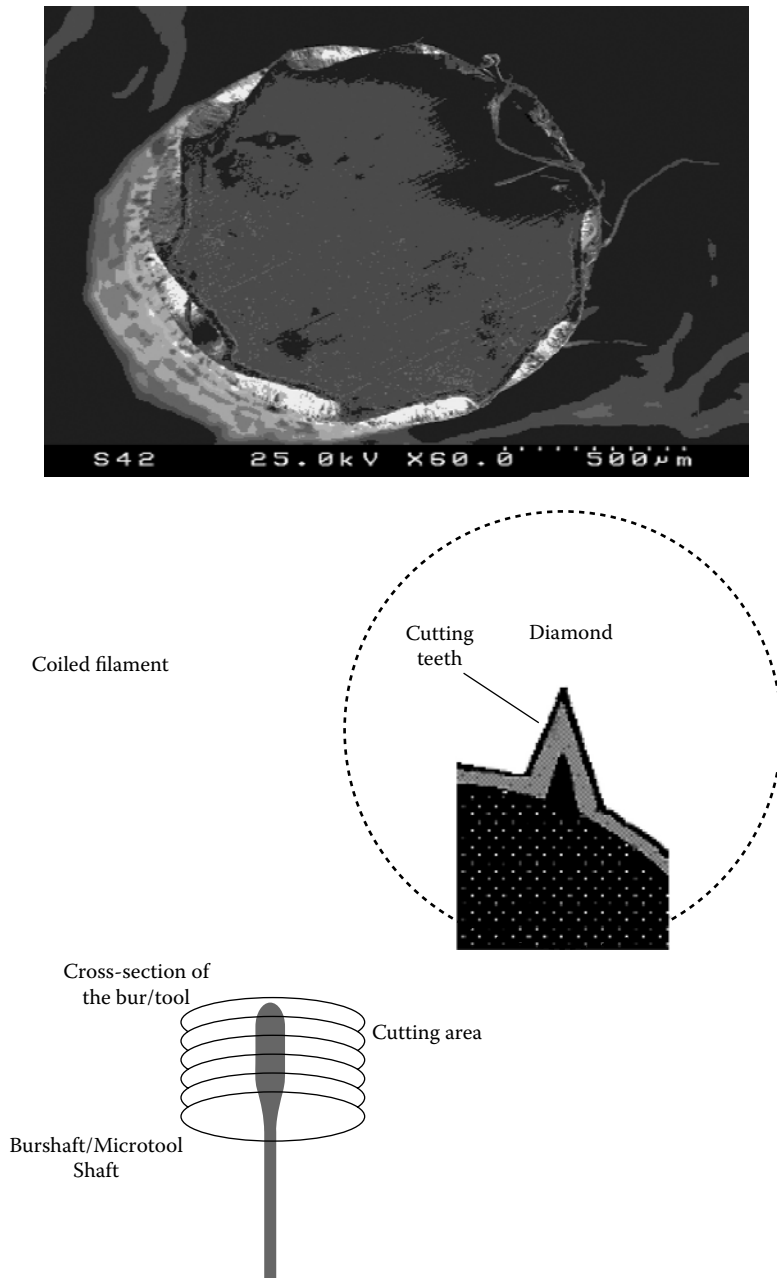 S42 25.0kV X60.0 500µm
Cutting
teeth
Diamond
Coiled filament
Cross-section of
the bur/tool
Cutting area
Burshaft/Microtool
Shaft